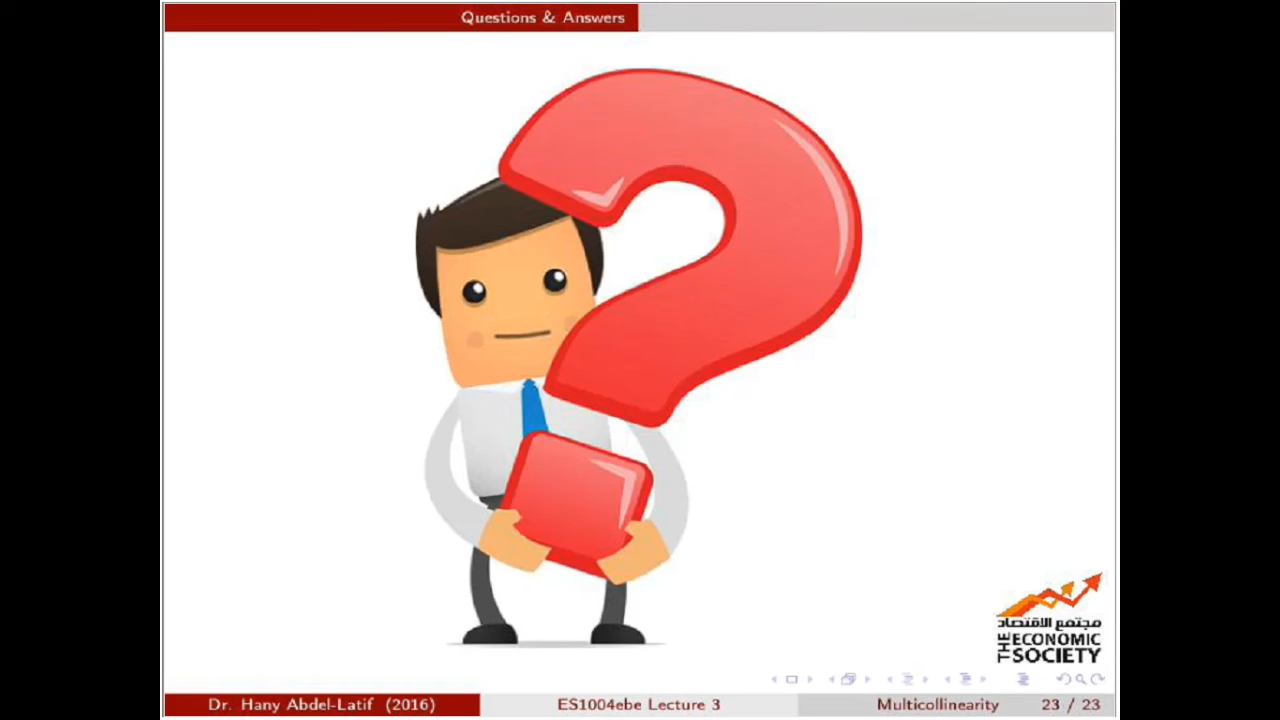 Questions & Answers
مجتمع الاقتصاد
THE ECONOMIC
SOCIETY
Dr. Hany Abdel-Latif (2016)
ES1004ebe Lecture 3
Multicollinearity
23 / 23